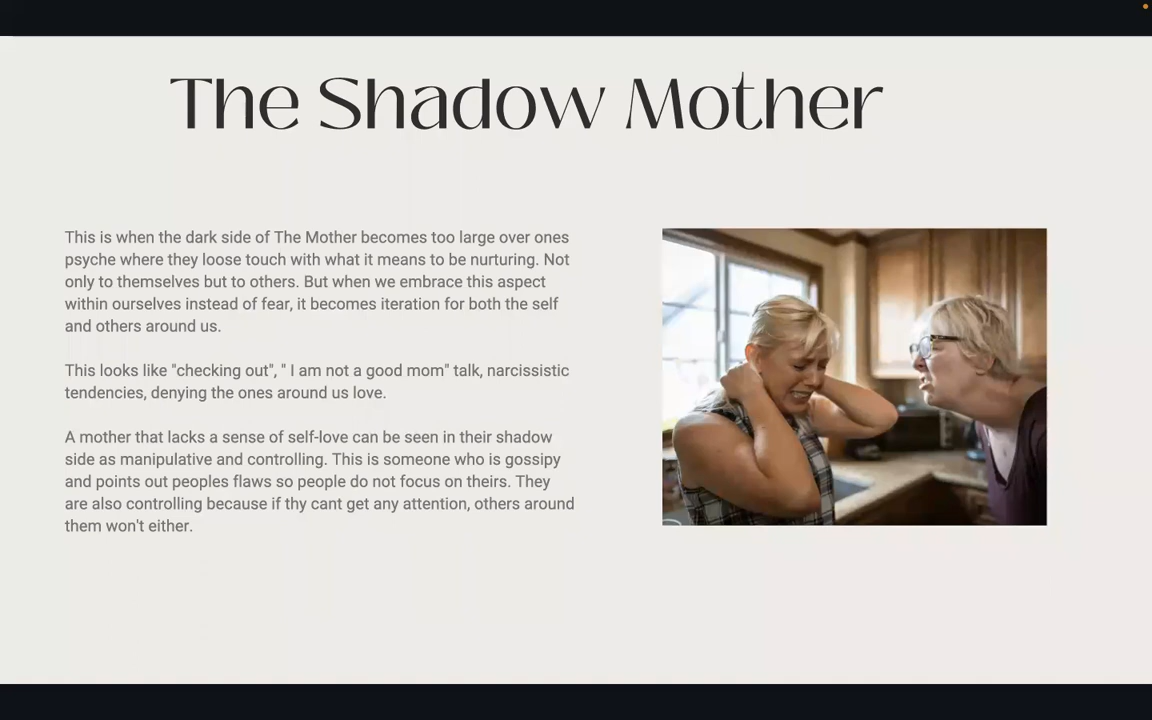 The Shadow Mother
This is when the dark side of The Mother becomes too large over ones
psyche where they loose touch with what it means to be nurturing. Not
only to themselves but to others. But when we embrace this aspect
within ourselves instead of fear, it becomes iteration for both the self
and others around us.
This looks like "checking out", " I am not a good mom" talk, narcissistic
tendencies, denying the ones around us love.
A mother that lacks a sense of self-love can be seen in their shadow
side as manipulative and controlling. This is someone who is gossipy
and points out peoples flaws so people do not focus on theirs. They
are also controlling because if thy cant get any attention, others around
them won't either.